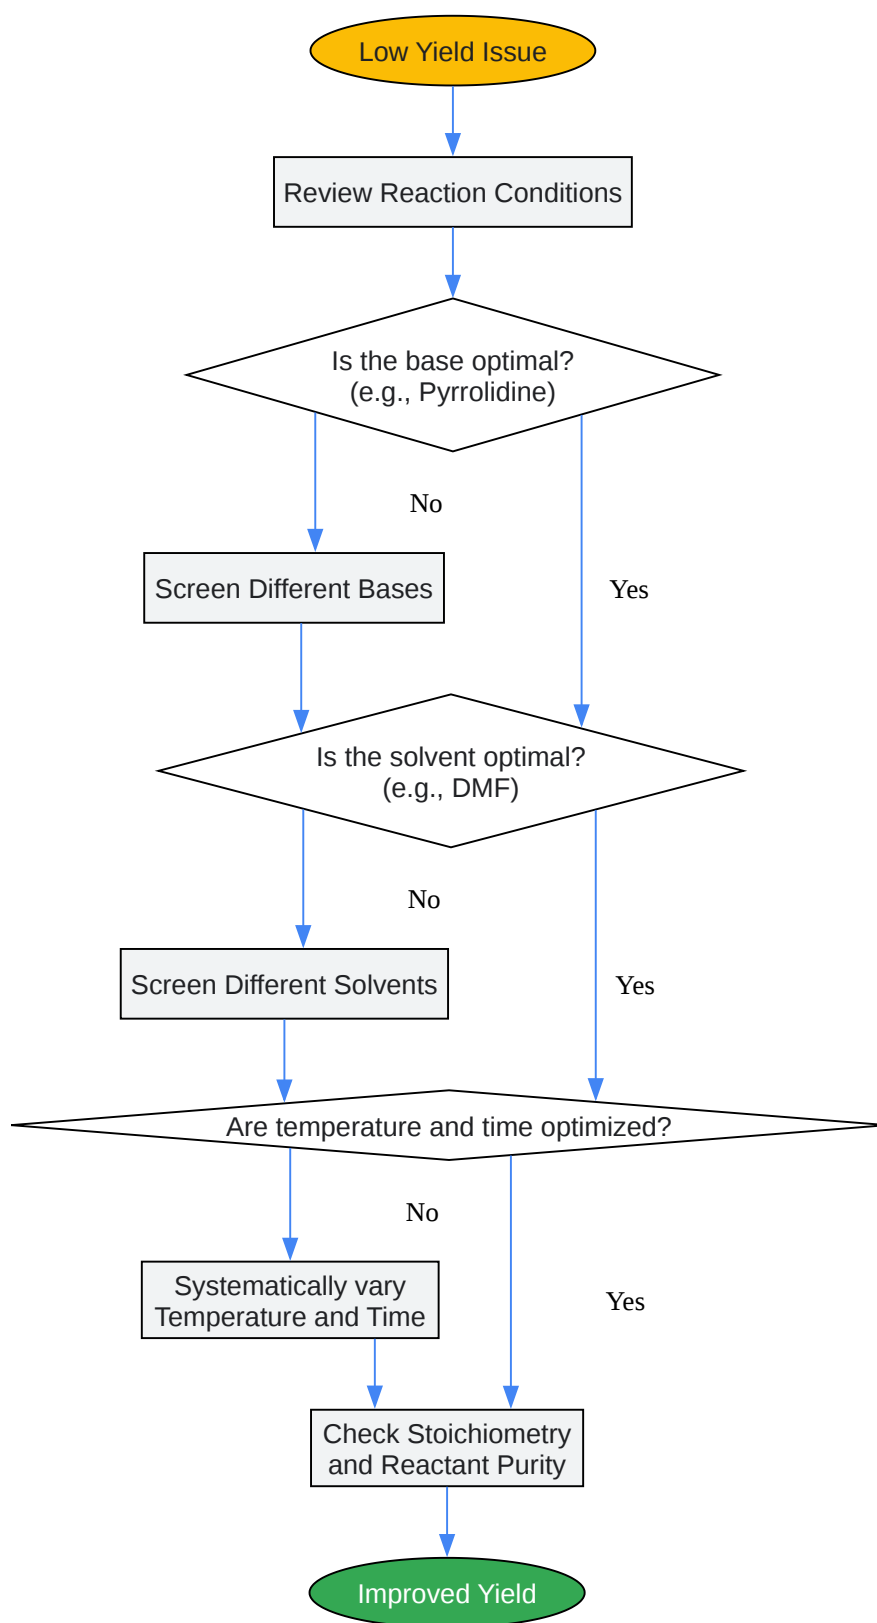 Low Yield Issue
Review Reaction Conditions
Is the base optimal?
(e.g., Pyrrolidine)
No
Screen Different Bases
Yes
Is the solvent optimal?
(e.g., DMF)
No
Screen Different Solvents
Yes
Are temperature and time optimized?
No
Systematically vary
Temperature and Time
Yes
Check Stoichiometry
and Reactant Purity
Improved Yield